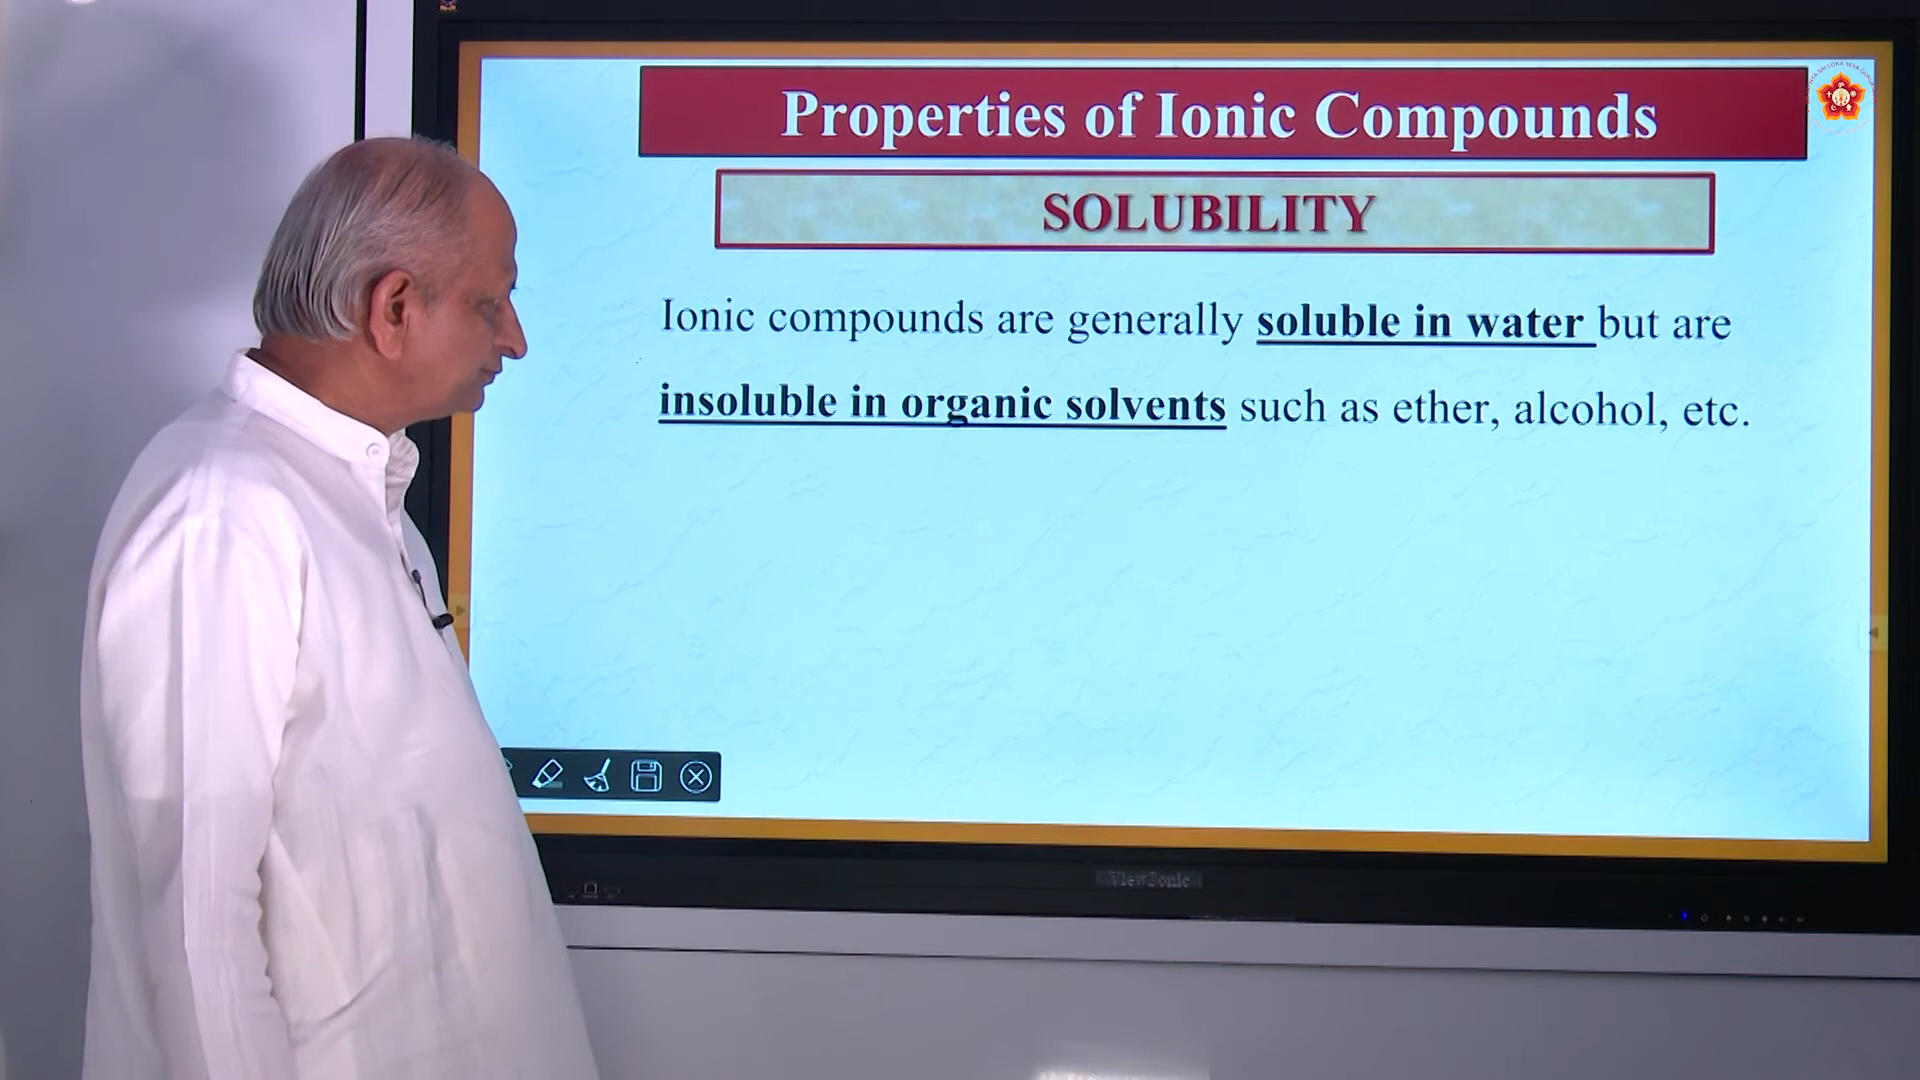 Properties of Ionic Compounds
SOLUBILITY
Ionic compounds are generally soluble in water but are
insoluble in organic solvents such as ether, alcohol, etc.
ViewSonic